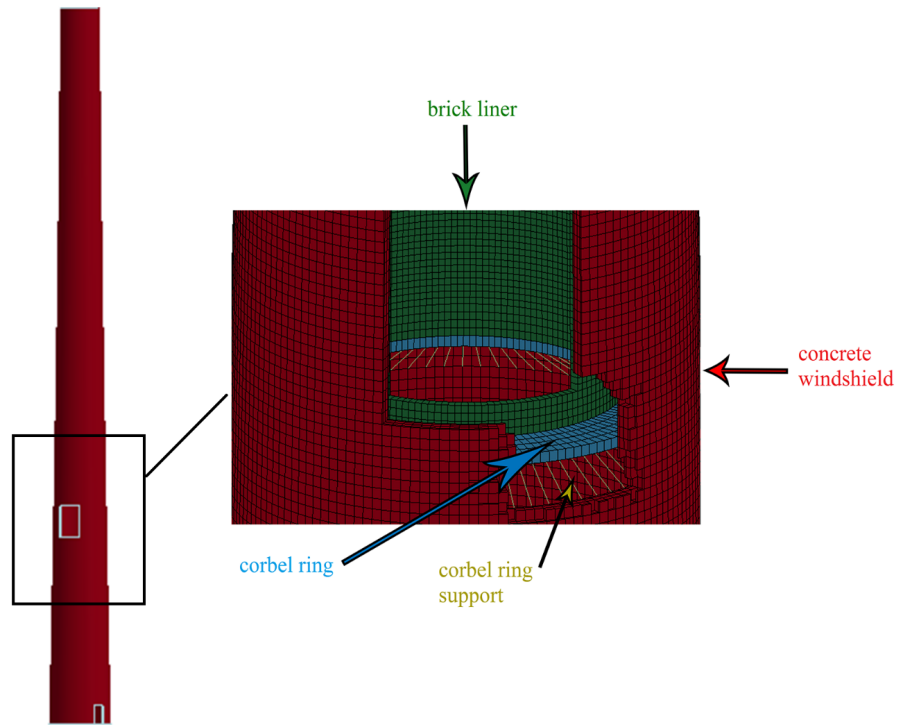 brick liner
concrete
windshield
corbel ring
corbel ring
support